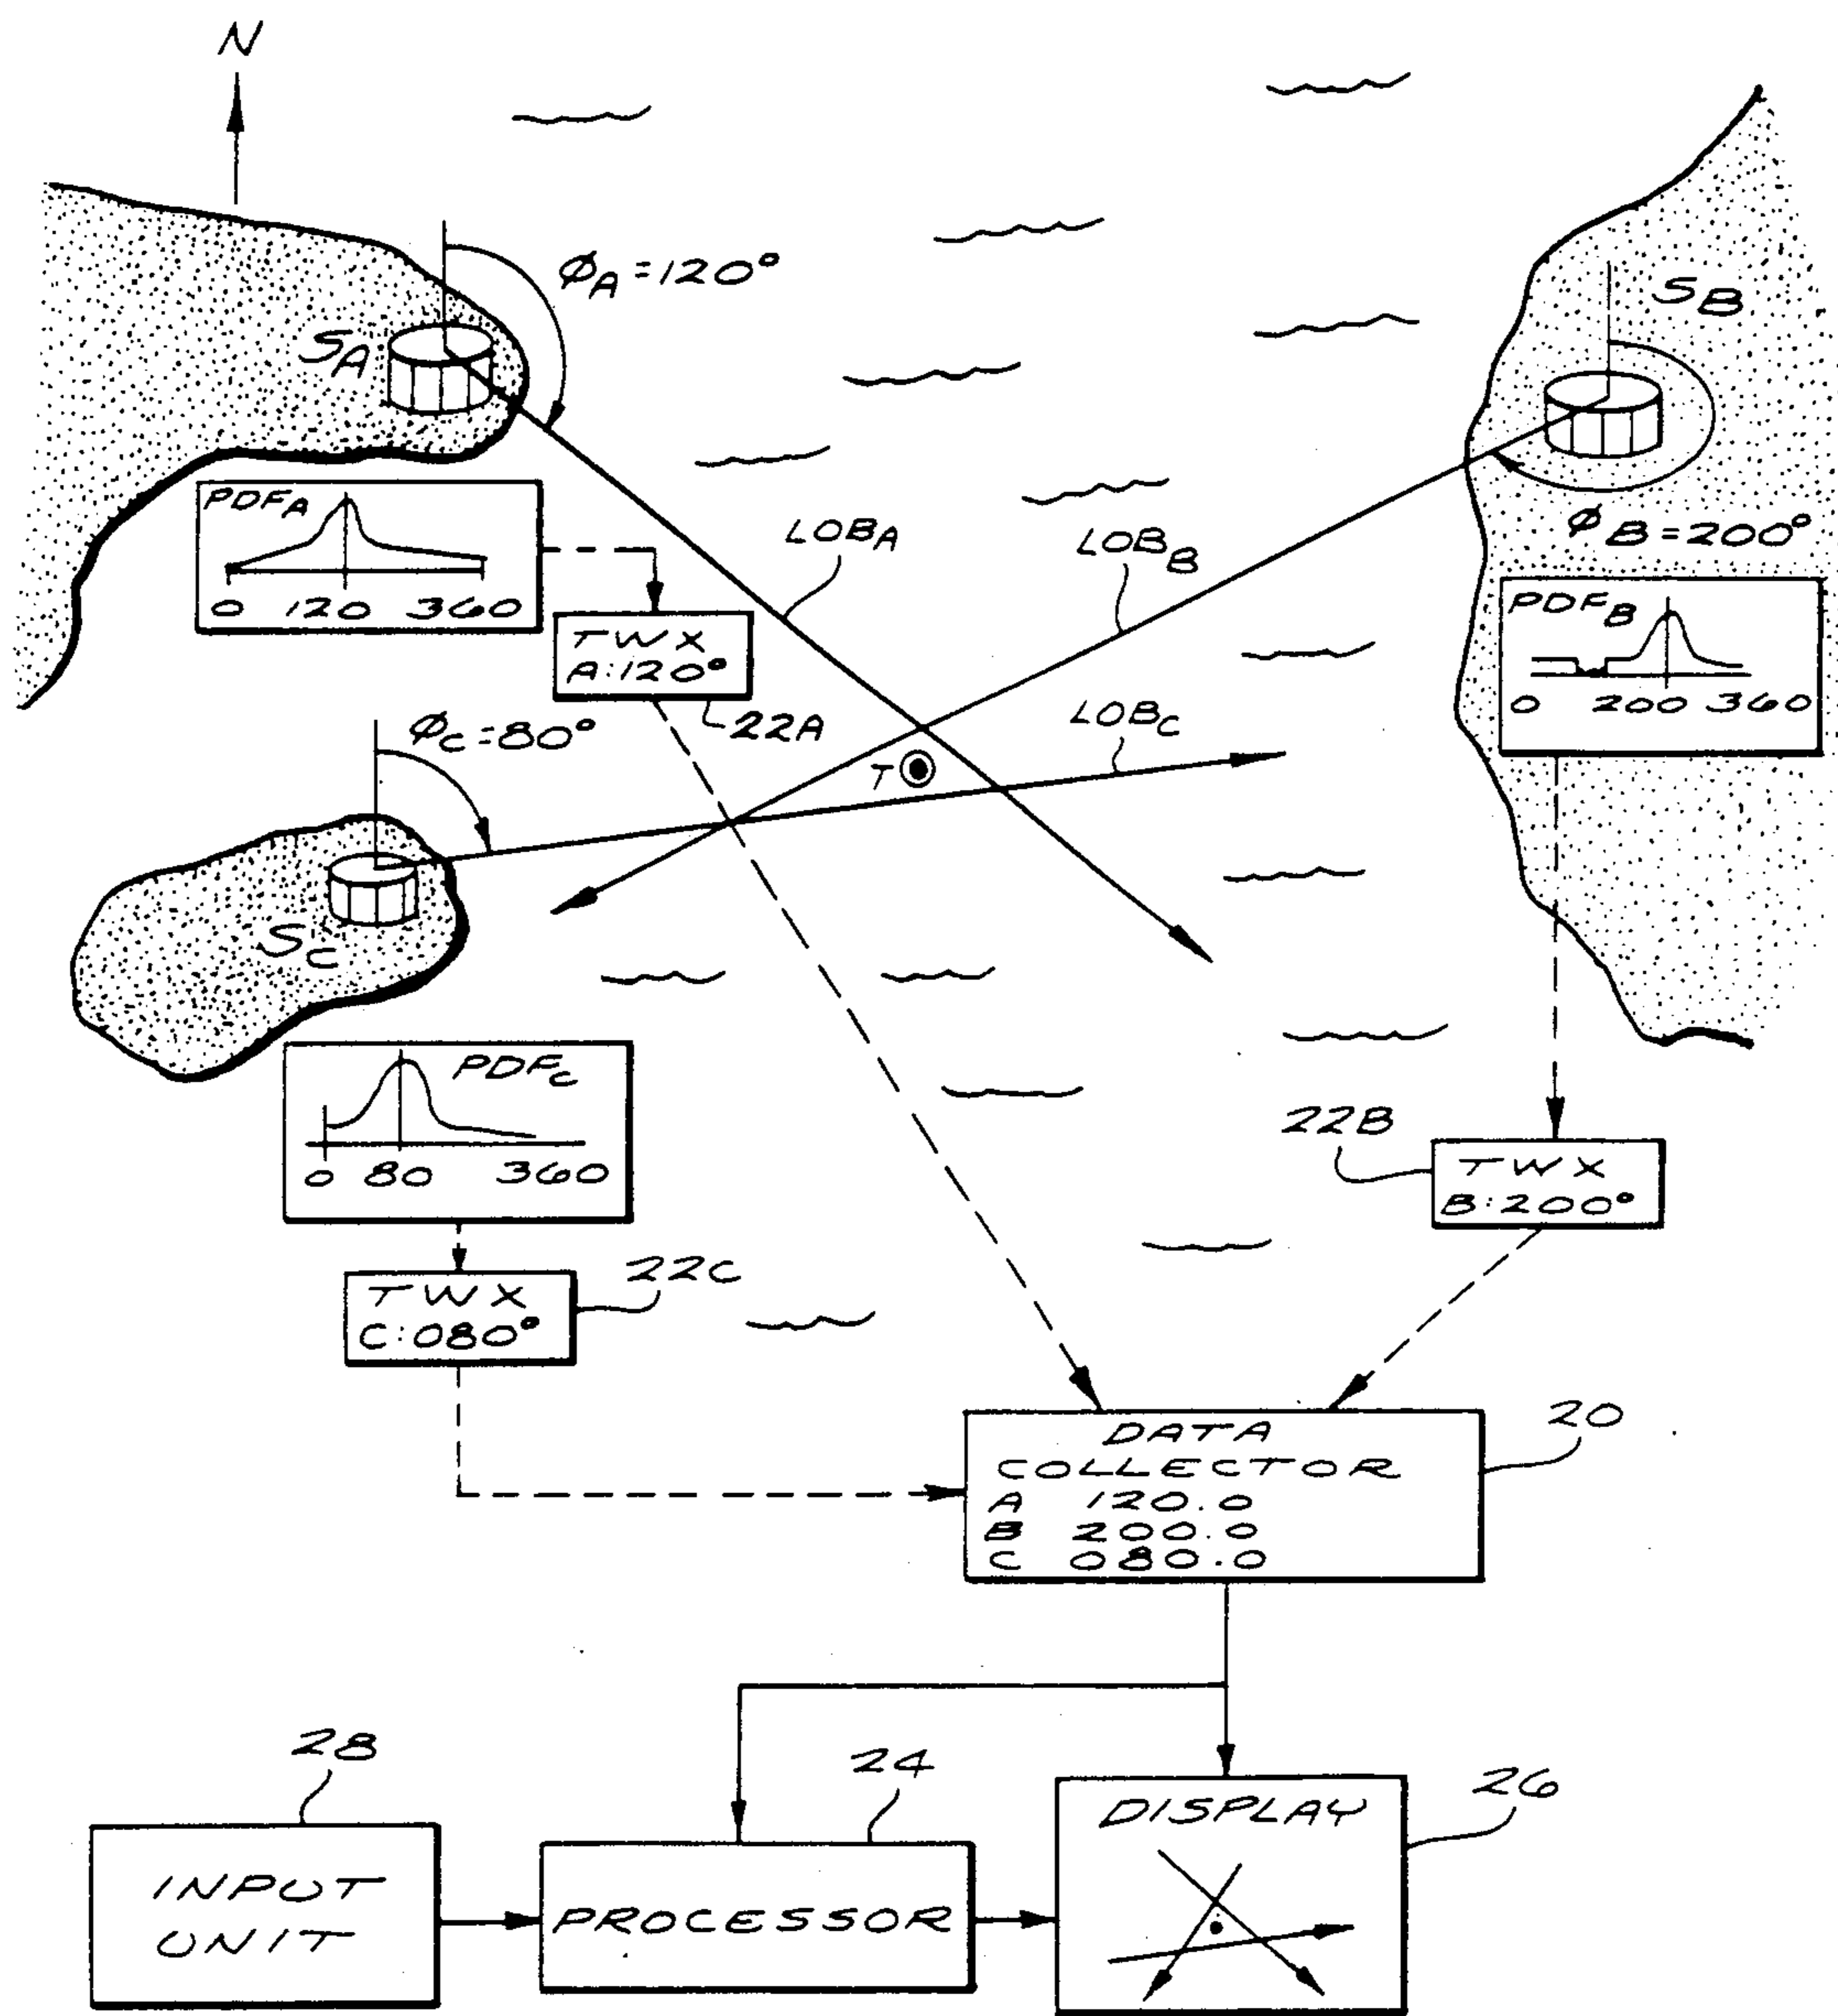 N
ϕA = 120°
SA
SB
ϕB = 200°
PDFA
0 120 360
LOBA
LOBB
LOBC
TWX
A: 120°
22A
PDFB
0 200 360
ϕC = 80°
T
SC
PDFC
0 80 360
22B
TWX
B: 200°
22C
TWX
C: 080°
20
DATA
COLLECTOR
A 120.0
B 200.0
C 080.0
28
24
26
INPUT
UNIT
PROCESSOR
DISPLAY